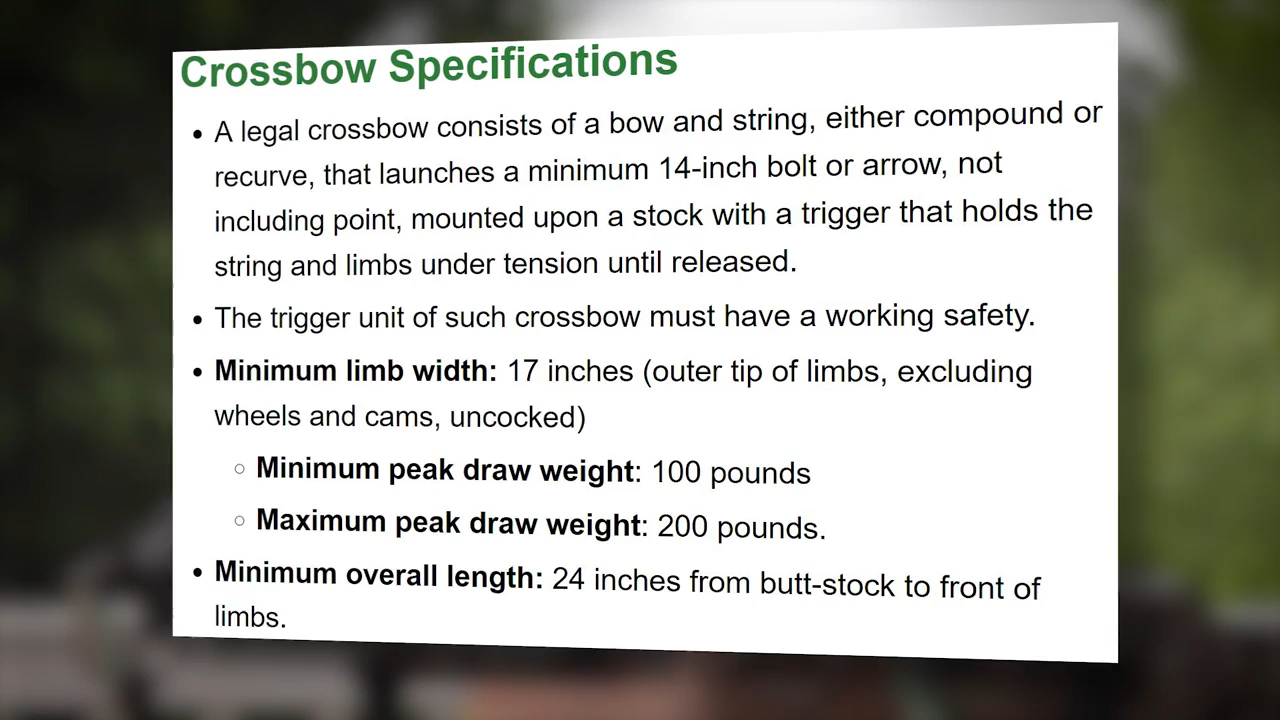 Crossbow Specifications
• A legal crossbow consists of a bow and string, either compound or
recurve, that launches a minimum 14-inch bolt or arrow, not
including point, mounted upon a stock with a trigger that holds the
string and limbs under tension until released.
• The trigger unit of such crossbow must have a working safety.
• Minimum limb width: 17 inches (outer tip of limbs, excluding
wheels and cams, uncocked)
○ Minimum peak draw weight: 100 pounds
○ Maximum peak draw weight: 200 pounds.
• Minimum overall length: 24 inches from butt-stock to front of
limbs.